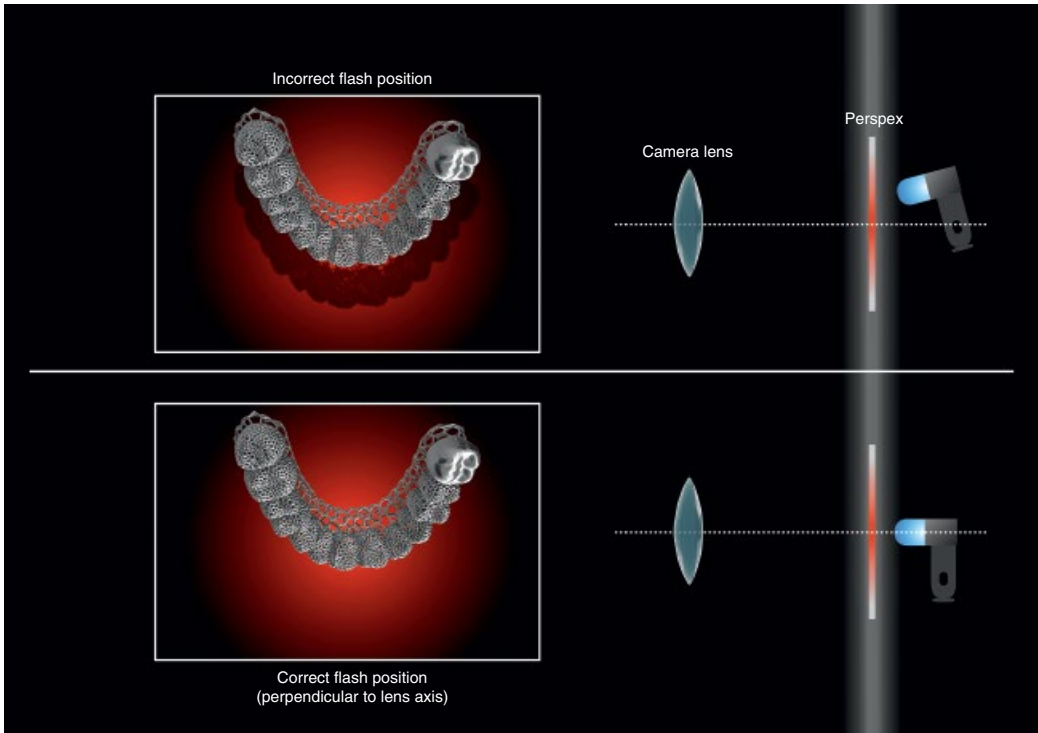 Incorrect flash position
Perspex
Camera lens
Correct flash position
(perpendicular to lens axis)